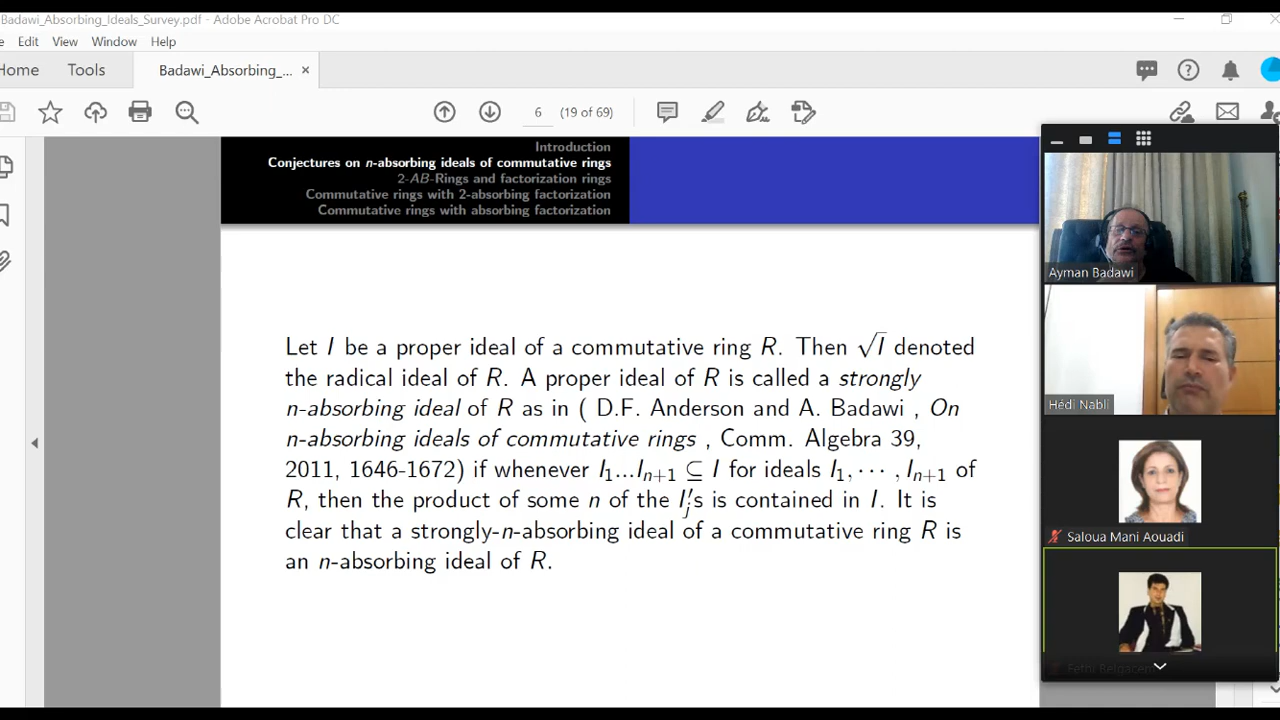 Badawi_Absorbing_Ideals_Survey.pdf - Adobe Acrobat Pro DC
Edit View Window Help
Home Tools Badawi_Absorbing_... ×
6 (19 of 69)
Introduction
Conjectures on n-absorbing ideals of commutative rings
2-AB-Rings and factorization rings
Commutative rings with 2-absorbing factorization
Commutative rings with absorbing factorization
Let I be a proper ideal of a commutative ring R. Then √I denoted
the radical ideal of R. A proper ideal of R is called a strongly
n-absorbing ideal of R as in ( D.F. Anderson and A. Badawi , On
n-absorbing ideals of commutative rings , Comm. Algebra 39,
2011, 1646-1672) if whenever I₁...Iₙ₊₁ ⊆ I for ideals I₁, ⋯ , Iₙ₊₁ of
R, then the product of some n of the I′ⱼs is contained in I. It is
clear that a strongly-n-absorbing ideal of a commutative ring R is
an n-absorbing ideal of R.
Ayman Badawi
Hédi Nabli
Saloua Mani Aouadi
Fethi Belgacem